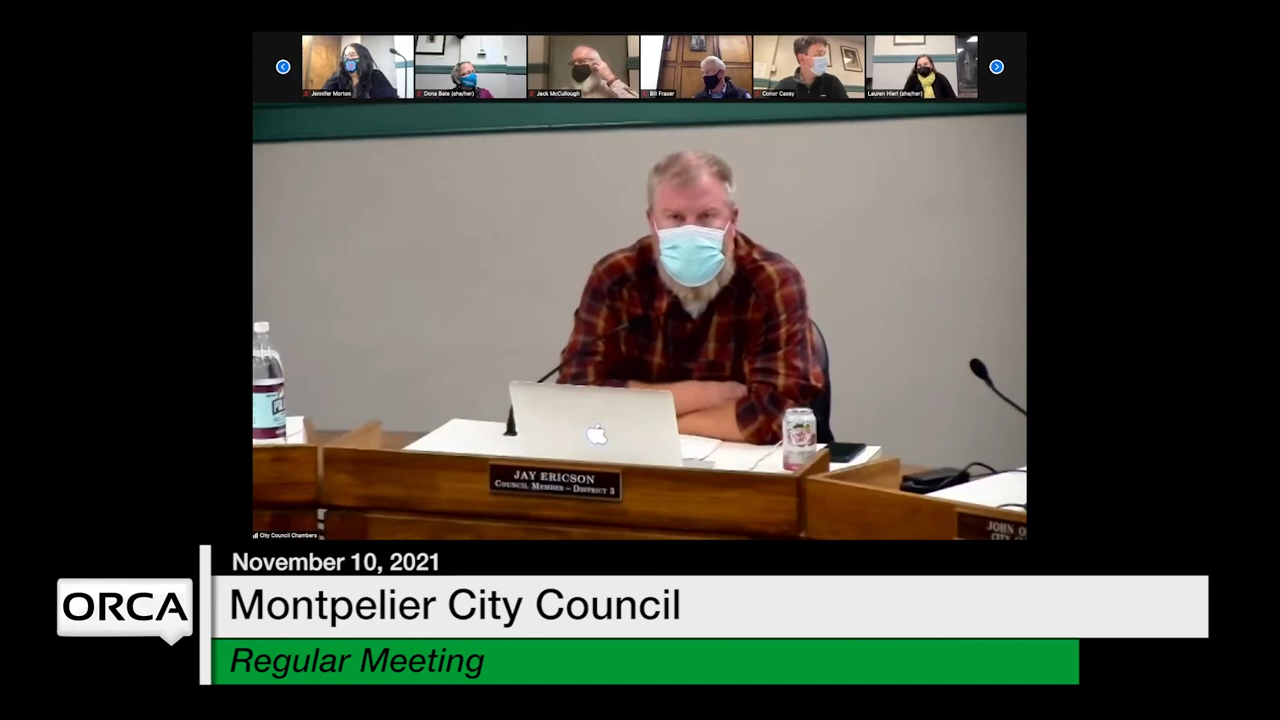 Jennifer Morton
Dona Bate (she/her)
Jack McCullough
Bill Fraser
Conor Casey
Lauren Hierl (she/her)
JAY ERICSON
COUNCIL MEMBER – DISTRICT 3
JOHN O
City Council Chambers
November 10, 2021
ORCA
Montpelier City Council
Regular Meeting